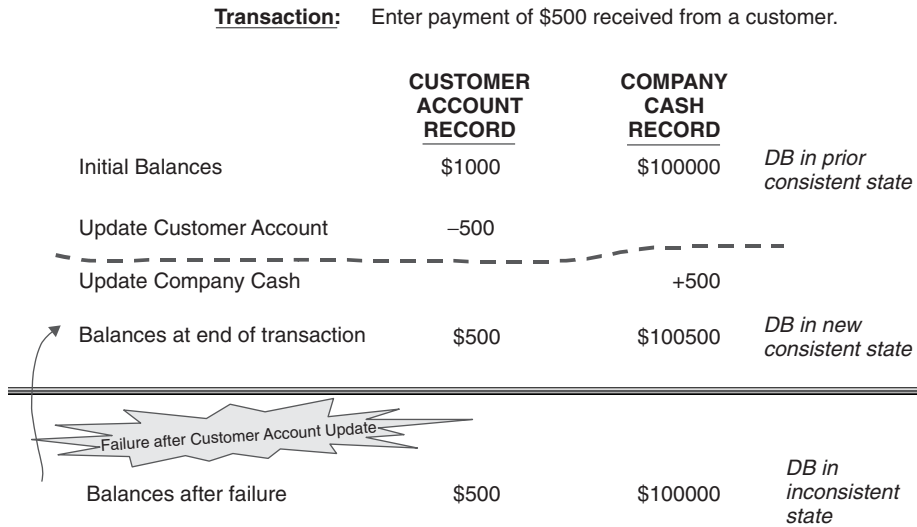 Transaction: Enter payment of $500 received from a customer.
CUSTOMER ACCOUNT RECORD
COMPANY CASH RECORD
Initial Balances $1000 $100000 DB in prior consistent state
Update Customer Account –500
Update Company Cash +500
Balances at end of transaction $500 $100500 DB in new consistent state
Failure after Customer Account Update
Balances after failure $500 $100000 DB in inconsistent state